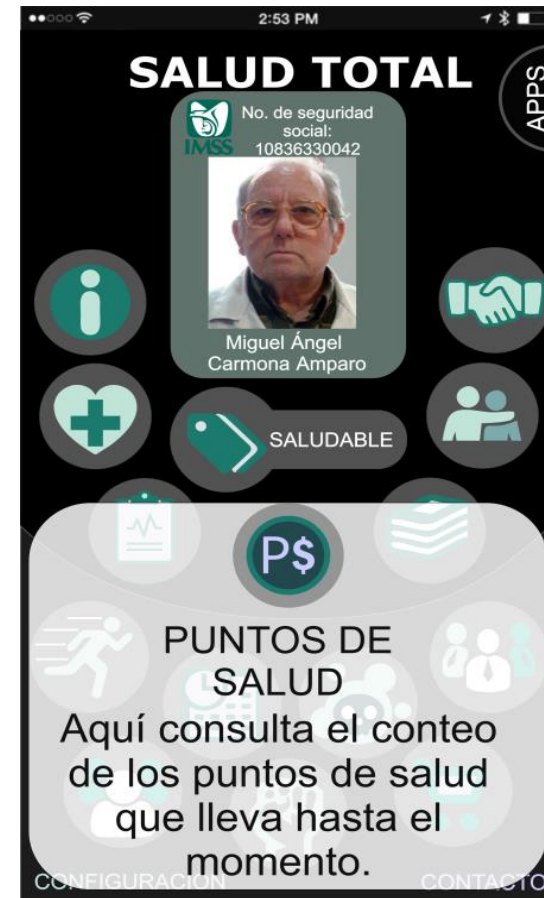 2:53 PM
SALUD TOTAL
APPS
IMSS
No. de seguridad
social:
10836330042
Miguel Ángel
Carmona Amparo
SALUDABLE
P$
PUNTOS DE
SALUD
Aquí consulta el conteo
de los puntos de salud
que lleva hasta el
momento.
CONFIGURACIÓN
CONTACTO